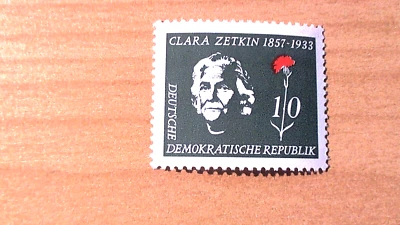 CLARA ZETKIN 1857-1933
10
DEUTSCHE
DEMOKRATISCHE REPUBLIK